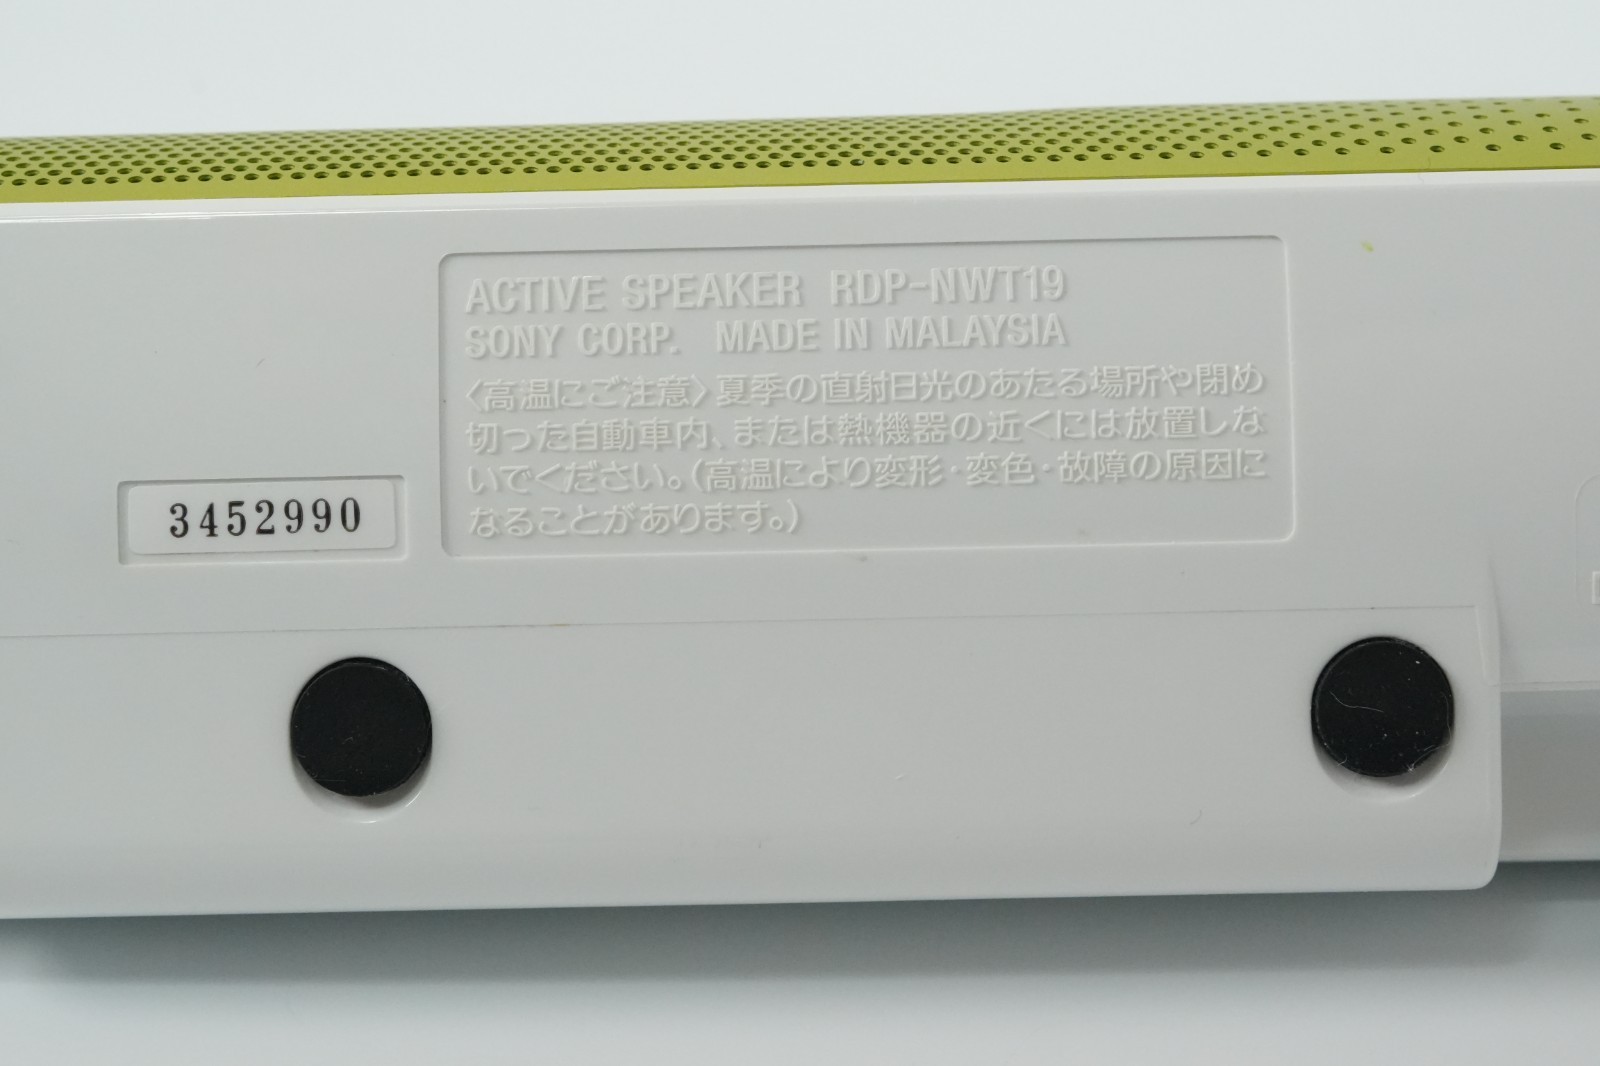 ACTIVE SPEAKER RDP-NWT19
SONY CORP. MADE IN MALAYSIA
〈高温にご注意〉夏季の直射日光のあたる場所や閉め
切った自動車内、または熱機器の近くには放置しな
いでください。(高温により変形・変色・故障の原因に
なることがあります。)
3452990